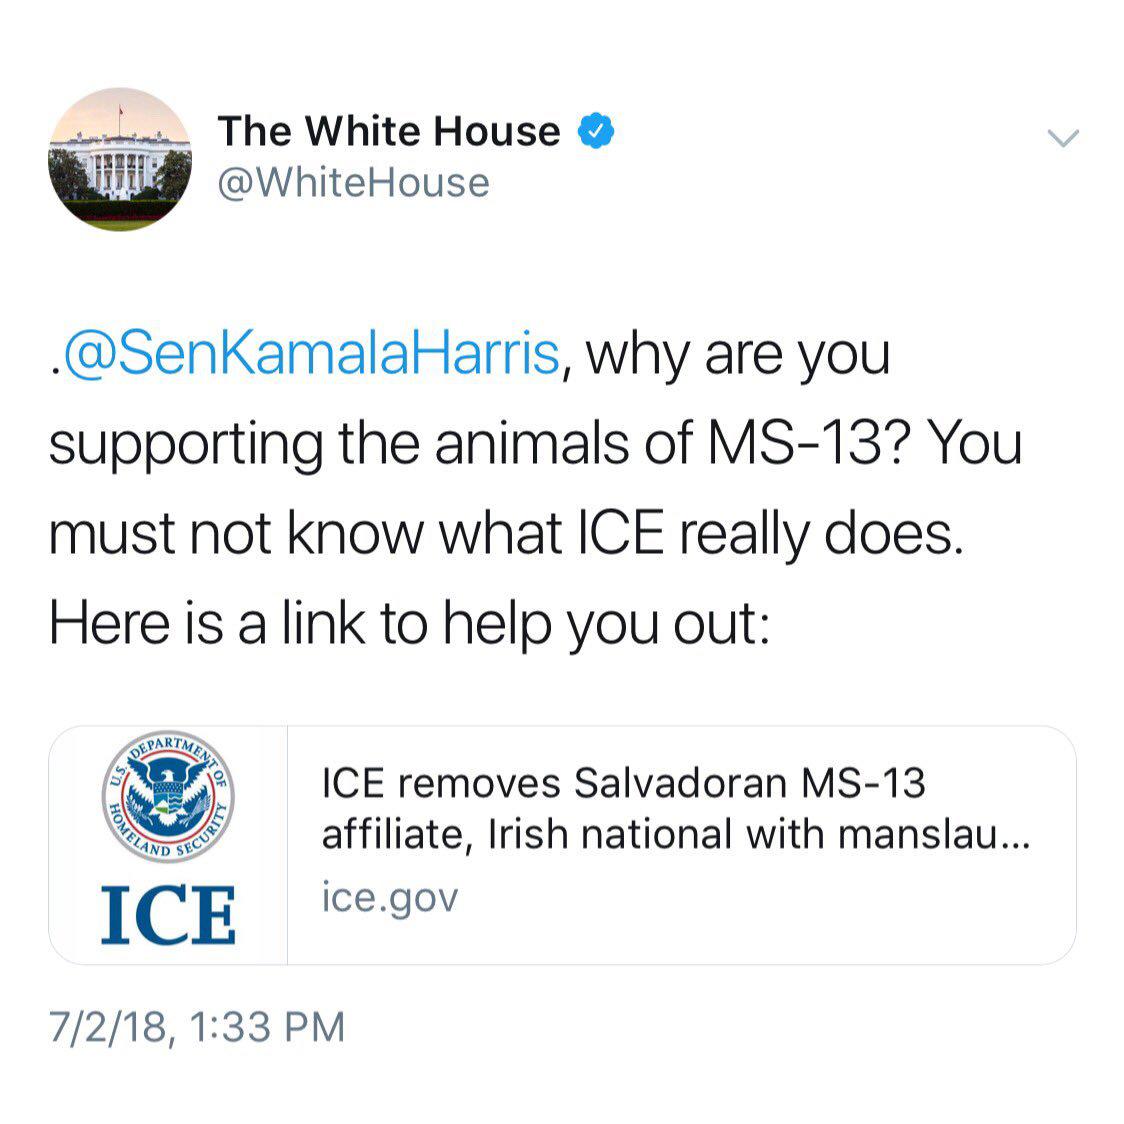 The White House
@WhiteHouse
.@SenKamalaHarris, why are you
supporting the animals of MS-13? You
must not know what ICE really does.
Here is a link to help you out:
U.S. DEPARTMENT OF
HOMELAND SECURITY
ICE
ICE removes Salvadoran MS-13
affiliate, Irish national with manslau...
ice.gov
7/2/18, 1:33 PM